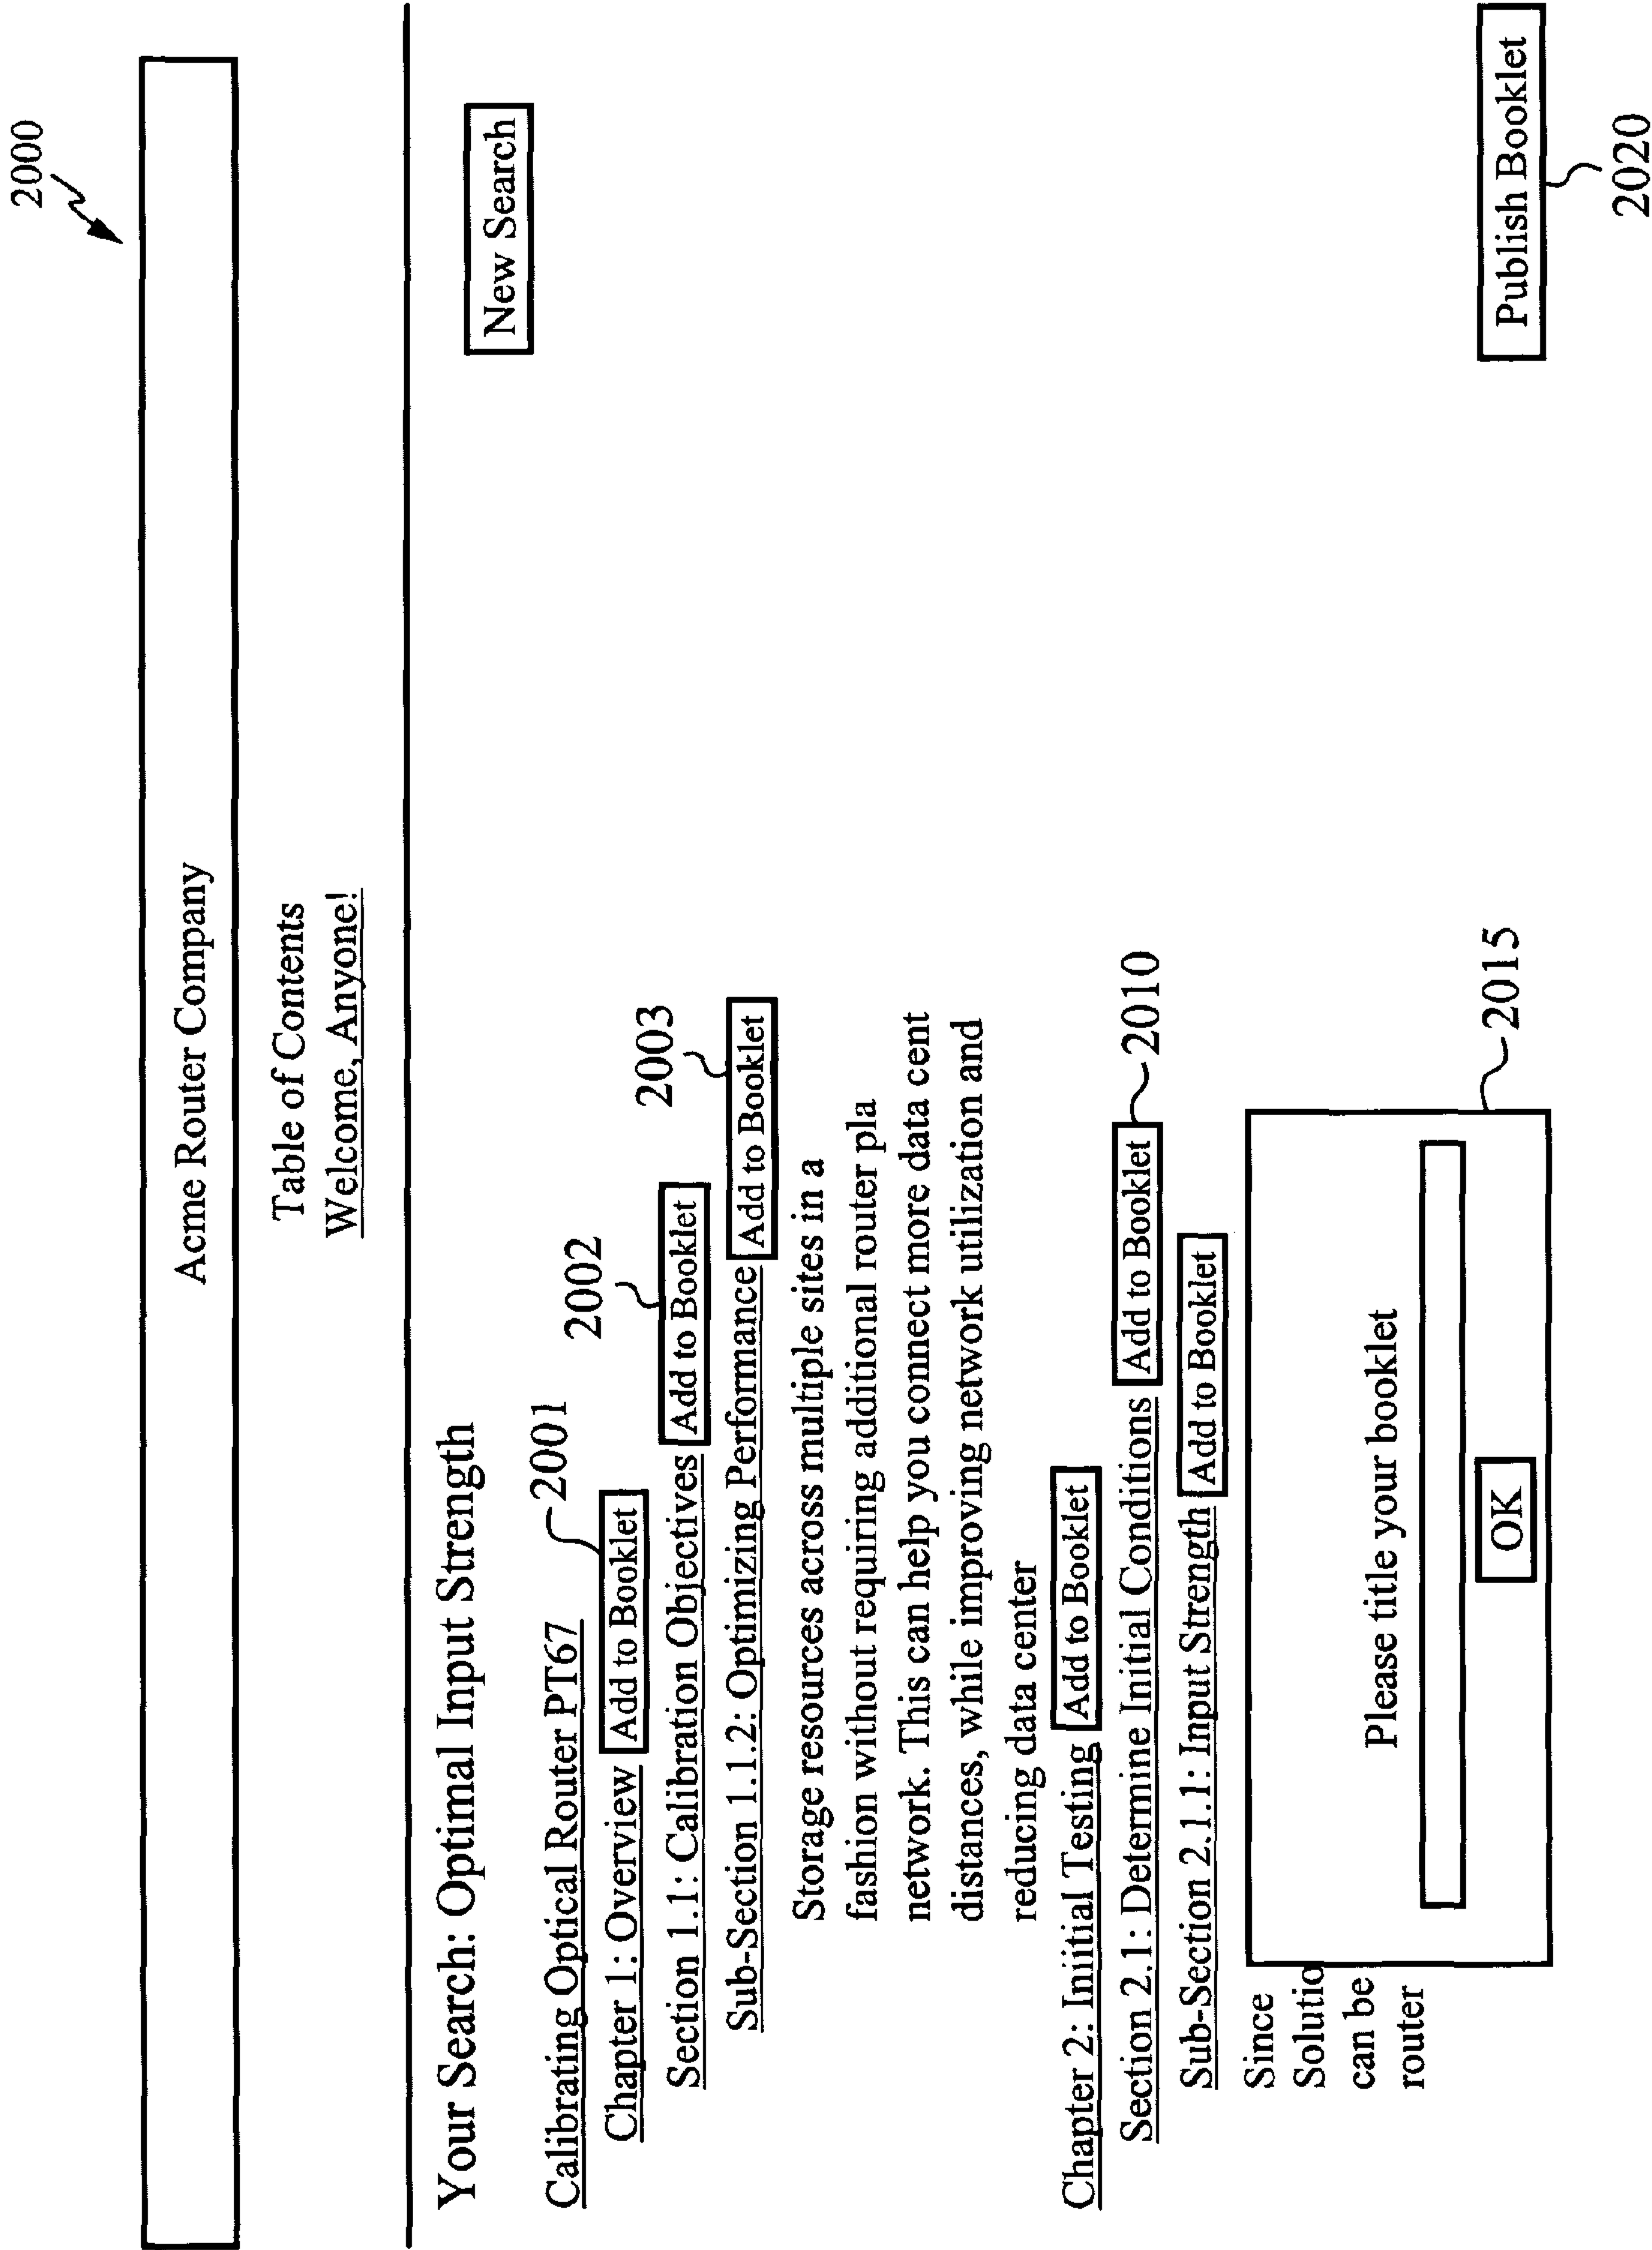 2000
Acme Router Company
Table of Contents
Welcome, Anyone!
Your Search: Optimal Input Strength
New Search
Calibrating Optical Router PT67
2001
Chapter 1: Overview Add to Booklet
2002
Section 1.1: Calibration Objectives Add to Booklet
2003
Sub-Section 1.1.2: Optimizing Performance Add to Booklet
Storage resources across multiple sites in a
fashion without requiring additional router pla
network. This can help you connect more data cent
distances, while improving network utilization and
reducing data center
Chapter 2: Iniitial Testing Add to Booklet
Section 2.1: Determine Initial Conditions Add to Booklet 2010
Sub-Section 2.1.1: Input Strength Add to Booklet
Since
Solutio
can be
router
Please title your booklet
OK
2015
Publish Booklet
2020